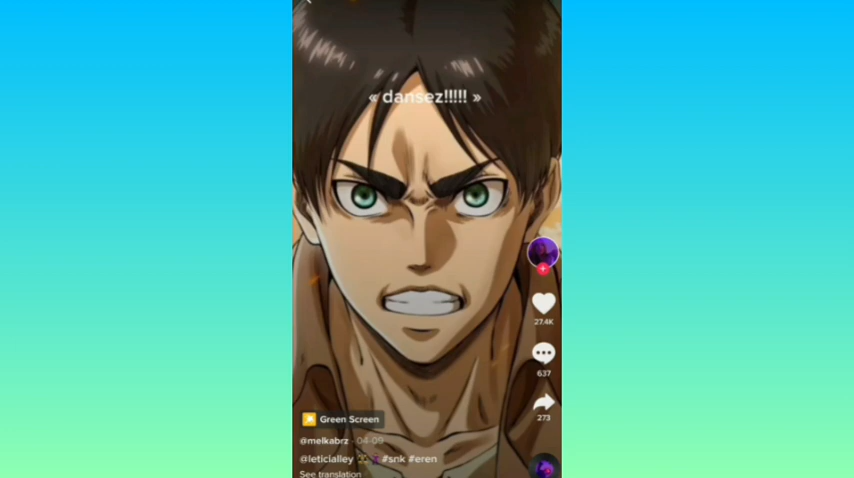 « dansez!!!!! »
27.4K
637
273
Green Screen
@melkabrz · 04-09
@leticialley #snk #eren
See translation